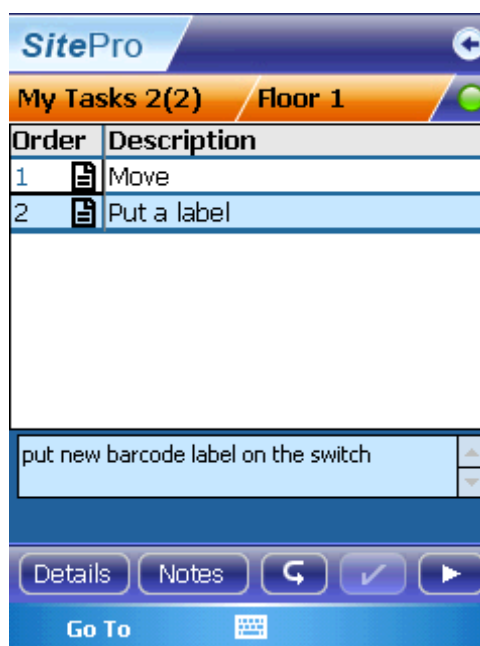 SitePro
My Tasks 2(2) Floor 1
Order Description
1 Move
2 Put a label
put new barcode label on the switch
Details Notes
Go To